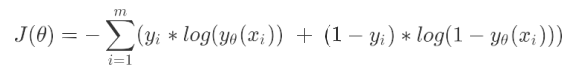 J(θ) = − ∑_{i=1}^{m} (y_i * log(y_θ(x_i)) + (1 − y_i) * log(1 − y_θ(x_i)))